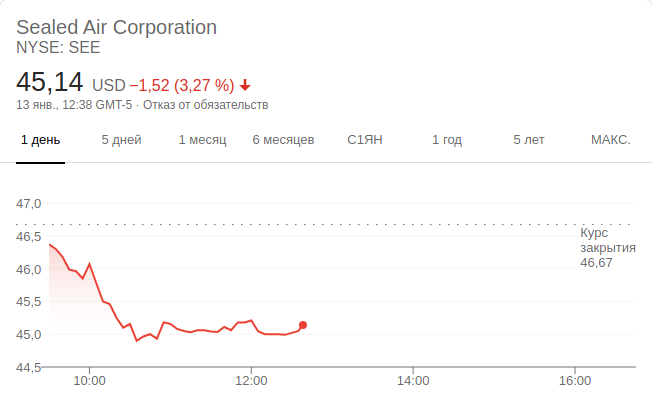 Sealed Air Corporation
NYSE: SEE
45,14 USD −1,52 (3,27 %)
13 янв., 12:38 GMT-5 · Отказ от обязательств
1 день 5 дней 1 месяц 6 месяцев С1ЯН 1 год 5 лет МАКС.
47,0
46,5
46,0
45,5
45,0
44,5
Курс
закрытия
46,67
10:00 12:00 14:00 16:00